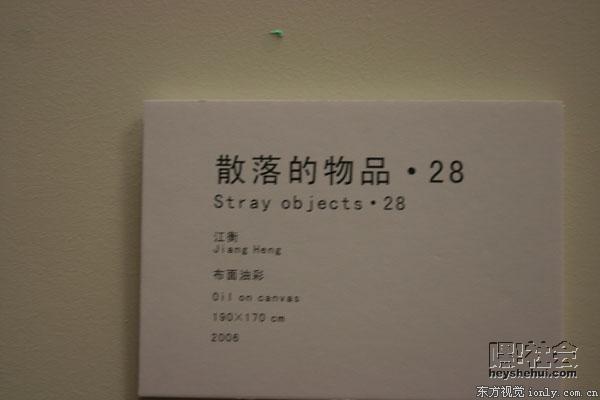 散落的物品·28
Stray objects·28
江衡
Jiang Heng
布面油彩
Oil on canvas
190×170 cm
2006
嘿!社会
heyshehui.com
东方视觉 ionly.com.cn